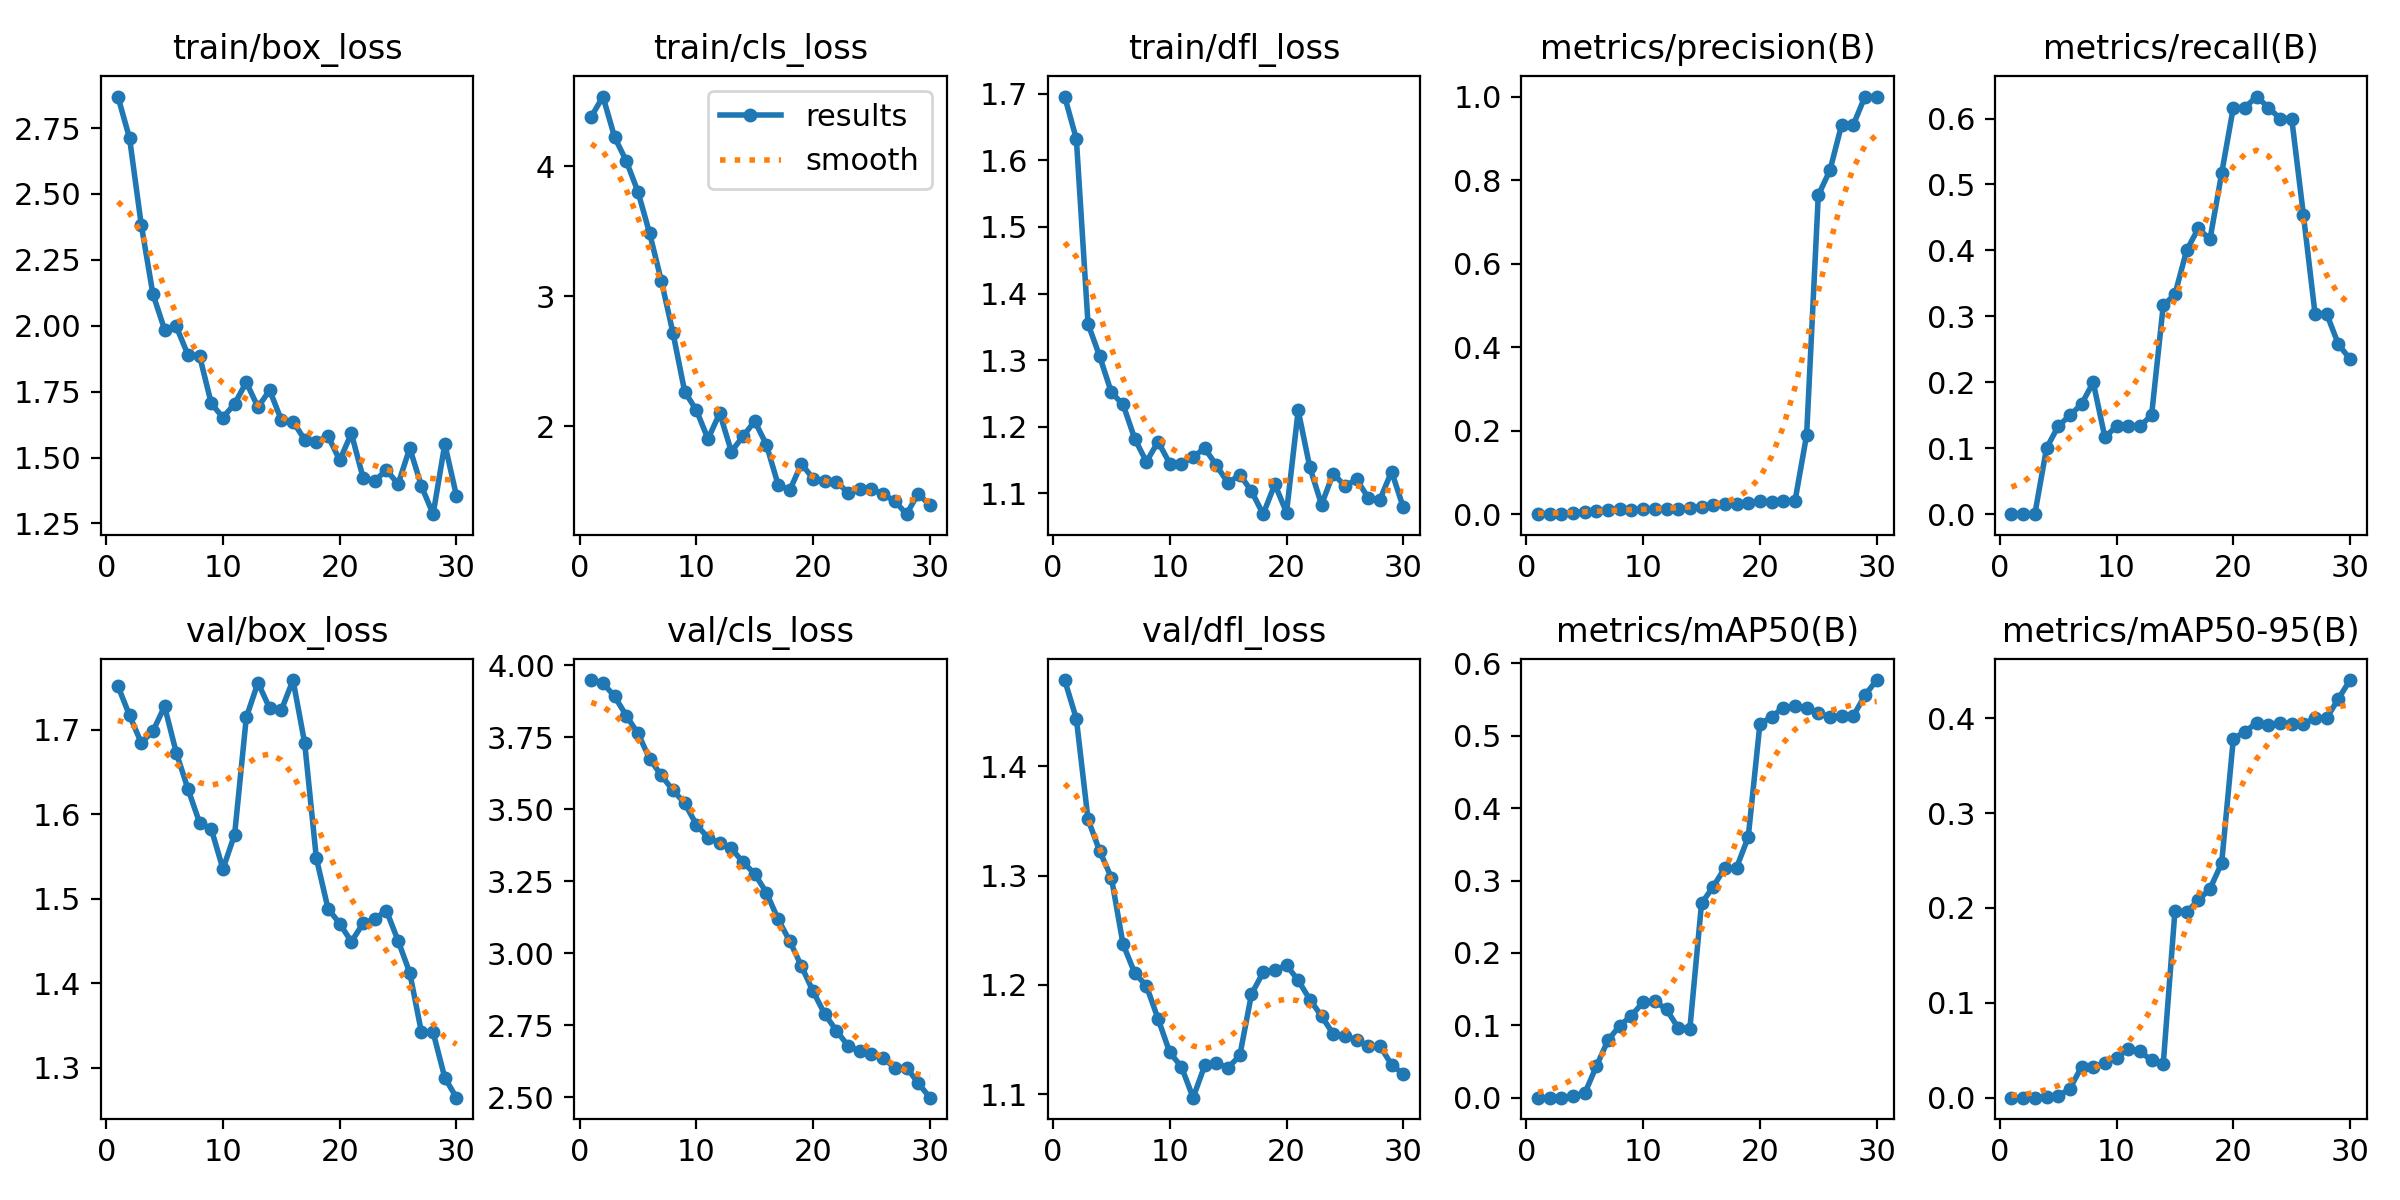 train/box_loss
train/cls_loss
train/dfl_loss
metrics/precision(B)
metrics/recall(B)
results
smooth
2.75
2.50
2.25
2.00
1.75
1.50
1.25
0 10 20 30
4
3
2
0 10 20 30
1.7
1.6
1.5
1.4
1.3
1.2
1.1
0 10 20 30
1.0
0.8
0.6
0.4
0.2
0.0
0 10 20 30
0.6
0.5
0.4
0.3
0.2
0.1
0.0
0 10 20 30
val/box_loss
val/cls_loss
val/dfl_loss
metrics/mAP50(B)
metrics/mAP50-95(B)
1.7
1.6
1.5
1.4
1.3
0 10 20 30
4.00
3.75
3.50
3.25
3.00
2.75
2.50
0 10 20 30
1.4
1.3
1.2
1.1
0 10 20 30
0.6
0.5
0.4
0.3
0.2
0.1
0.0
0 10 20 30
0.4
0.3
0.2
0.1
0.0
0 10 20 30